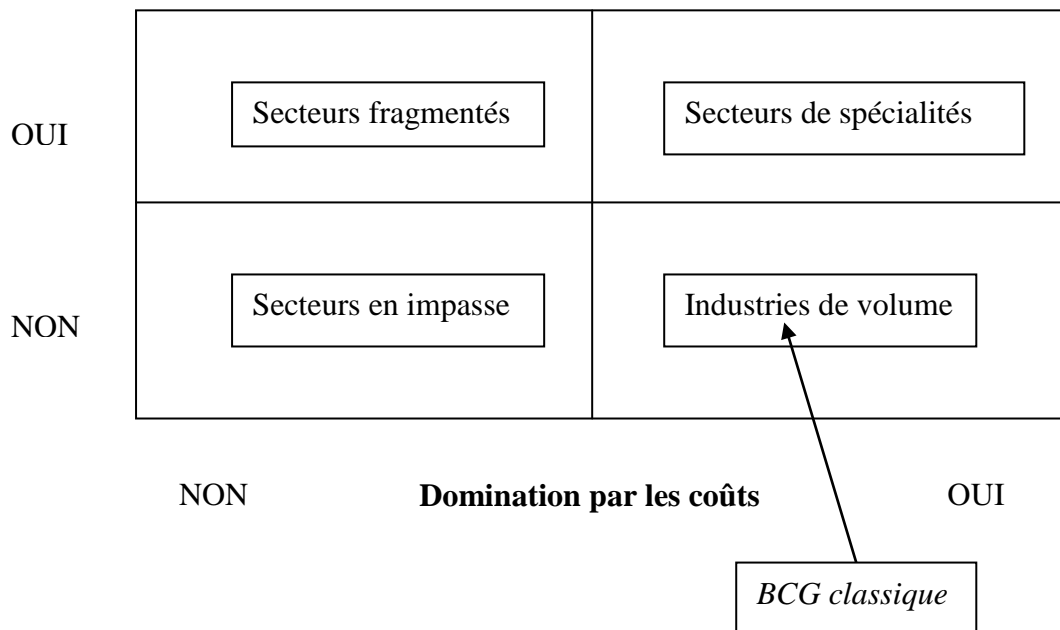 OUI
Secteurs fragmentés
Secteurs de spécialités
NON
Secteurs en impasse
Industries de volume
NON
Domination par les coûts
OUI
BCG classique